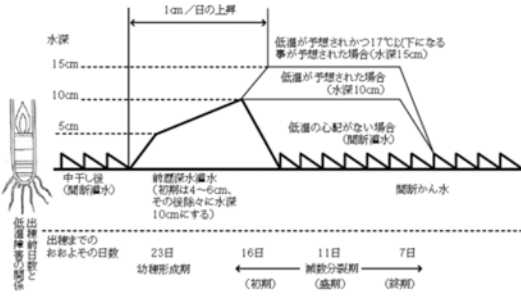 1cm/日の上昇
水深
15cm
10cm
5cm
低温が予想されかつ17℃以下になる
事が予想された場合(水深15cm)
低温が予想された場合
(水深10cm)
低温の心配がない場合
(間断灌水)
中干し後
(間断灌水)
前歴深水灌水
(初期は4~6cm、
その後除々に水深
10cmにする)
間断かん水
出穂前日数と
低温障害の関係
出穂までの
おおよその日数
23日
16日
11日
7日
幼穂形成期
減数分裂期
(初期)
(盛期)
(終期)